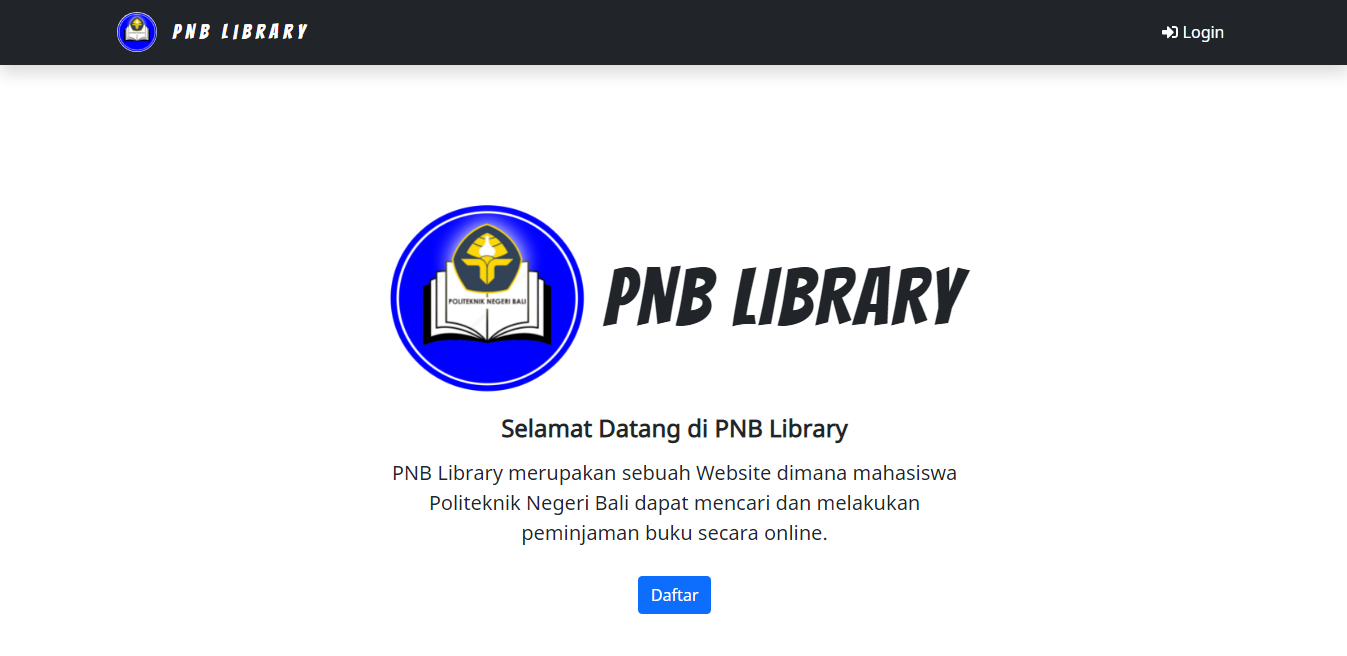 PNB LIBRARY
Login
POLITEKNIK NEGERI BALI
PNB LIBRARY
Selamat Datang di PNB Library
PNB Library merupakan sebuah Website dimana mahasiswa
Politeknik Negeri Bali dapat mencari dan melakukan
peminjaman buku secara online.
Daftar